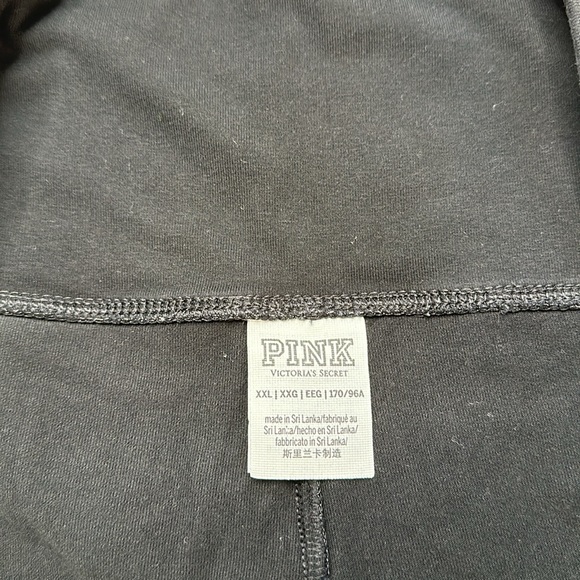 PINK
VICTORIA'S SECRET
XXL | XXG | EEG | 170/96A
made in Sri Lanka/fabriqué au
Sri Lanka/hecho en Sri Lanka/
fabbricato in Sri Lanka/
斯里兰卡制造